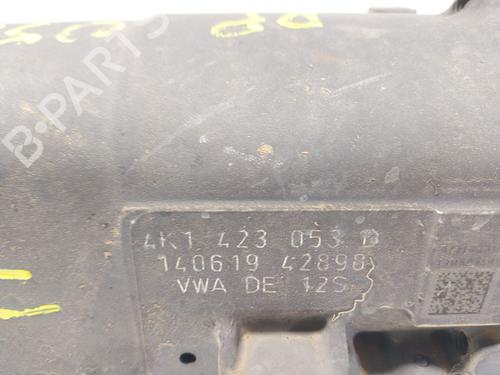 B-PARTS
4K1 423 053 D
140619 42898
VWA DE 12S